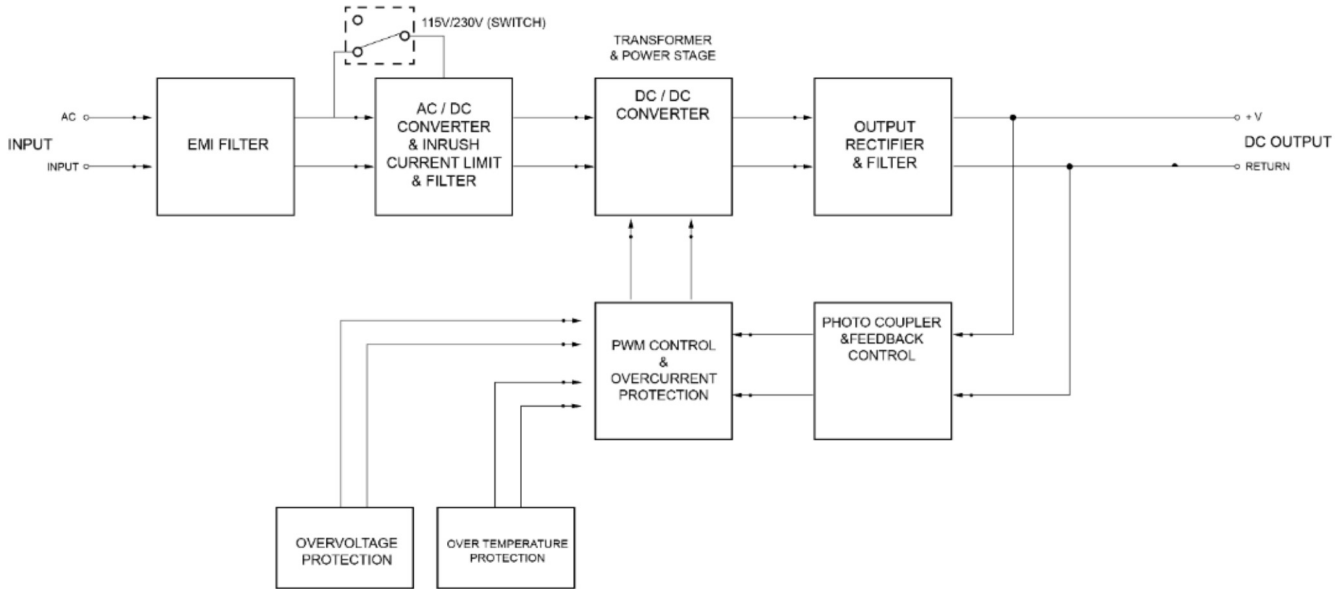 115V/230V (SWITCH)
TRANSFORMER
& POWER STAGE
AC
INPUT
INPUT
EMI FILTER
AC / DC
CONVERTER
& INRUSH
CURRENT LIMIT
& FILTER
DC / DC
CONVERTER
OUTPUT
RECTIFIER
& FILTER
+ V
DC OUTPUT
RETURN
PWM CONTROL
&
OVERCURRENT
PROTECTION
PHOTO COUPLER
&FEEDBACK
CONTROL
OVERVOLTAGE
PROTECTION
OVER TEMPERATURE
PROTECTION